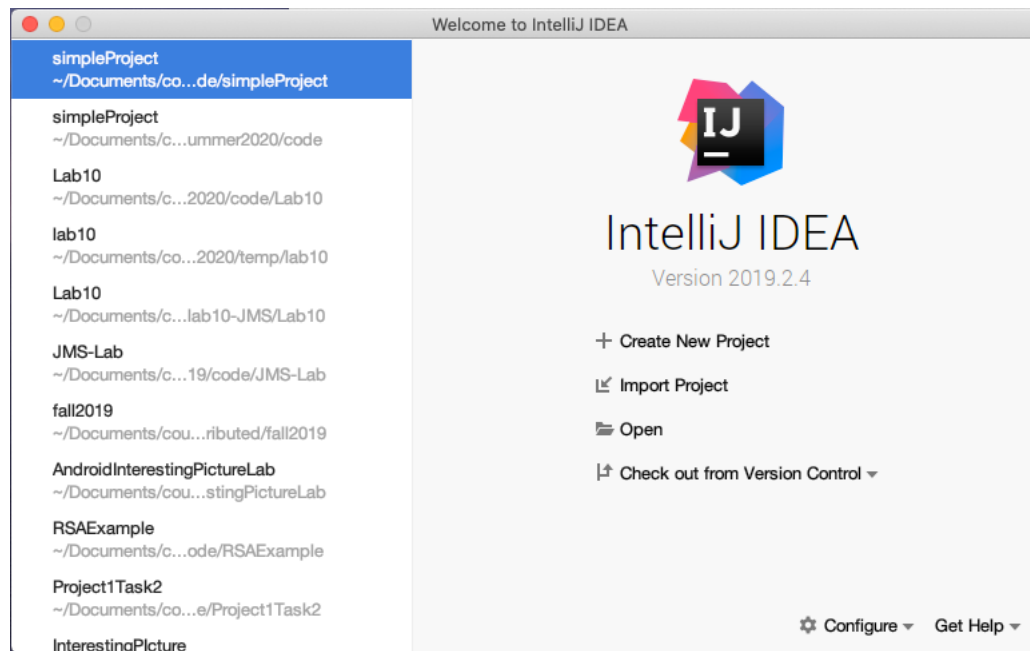 Welcome to IntelliJ IDEA
simpleProject
~/Documents/co...de/simpleProject
simpleProject
~/Documents/c...ummer2020/code
Lab10
~/Documents/c...2020/code/Lab10
lab10
~/Documents/co...2020/temp/lab10
Lab10
~/Documents/c...lab10-JMS/Lab10
JMS-Lab
~/Documents/c...19/code/JMS-Lab
fall2019
~/Documents/cou...ributed/fall2019
AndroidInterestingPictureLab
~/Documents/cou...stingPictureLab
RSAExample
~/Documents/c...ode/RSAExample
Project1Task2
~/Documents/co...e/Project1Task2
InterestingPIcture
IJ
IntelliJ IDEA
Version 2019.2.4
Create New Project
Import Project
Open
Check out from Version Control
Configure
Get Help